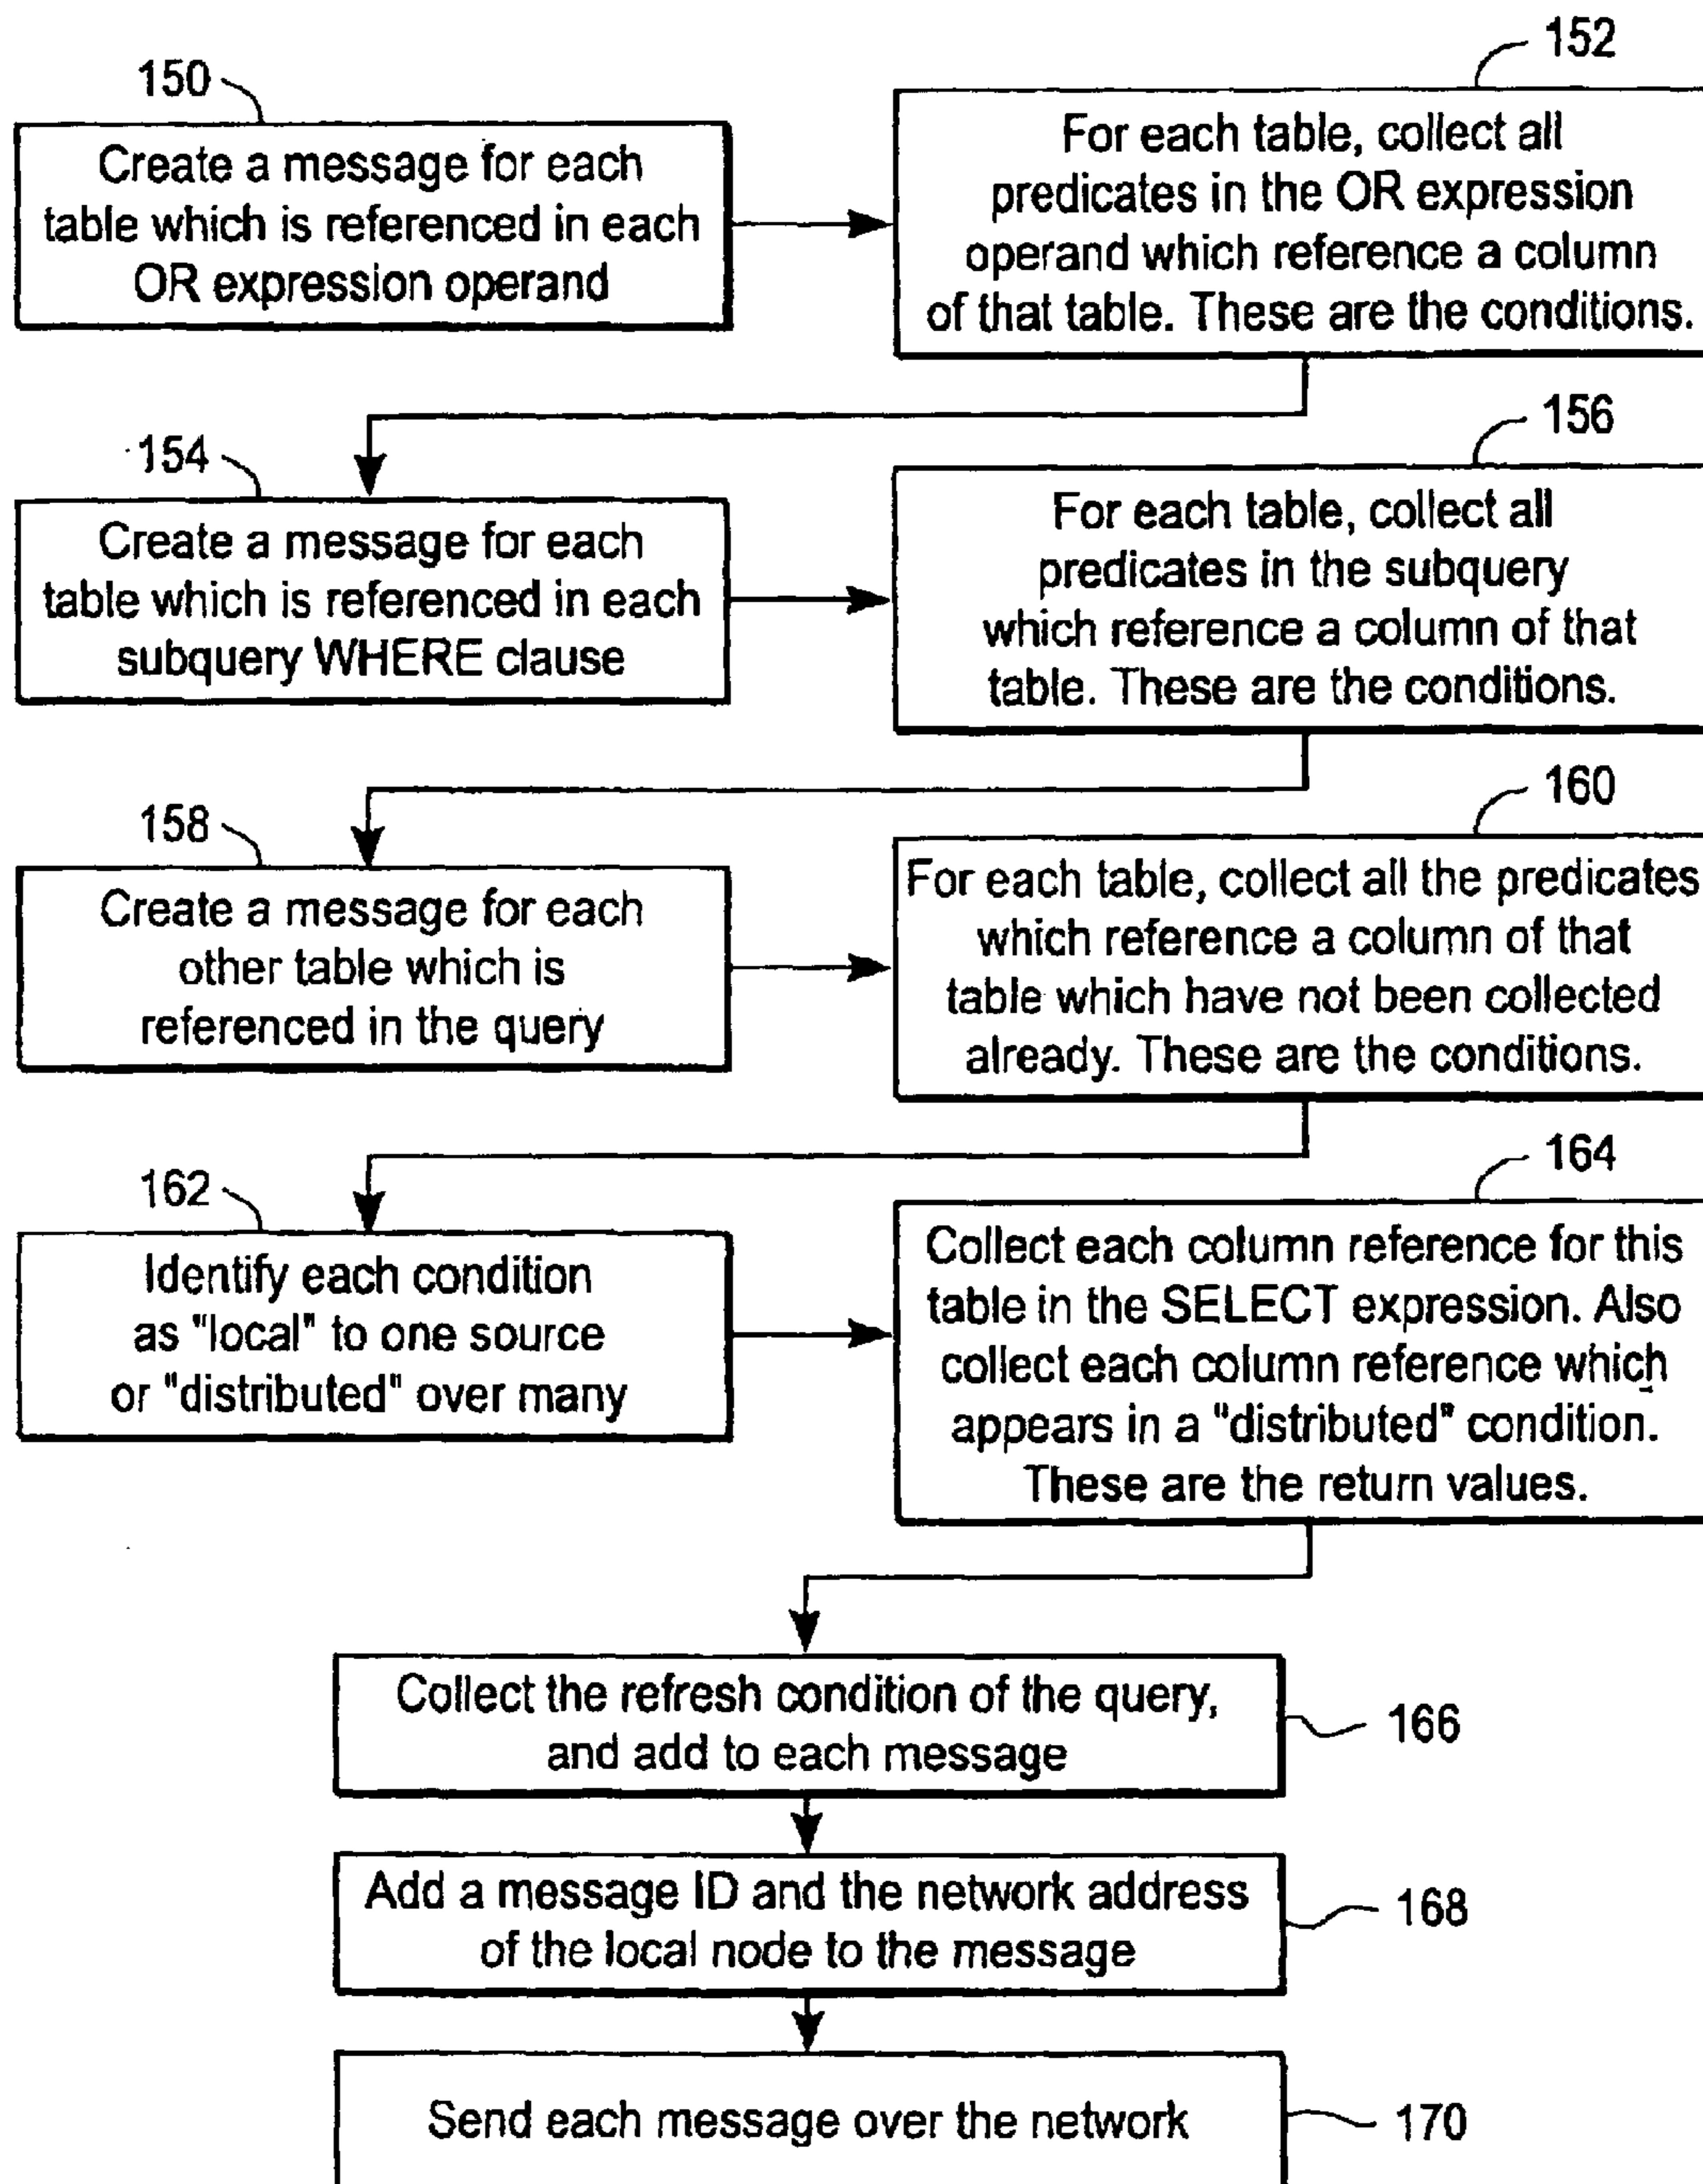 150
Create a message for each
table which is referenced in each
OR expression operand
152
For each table, collect all
predicates in the OR expression
operand which reference a column
of that table. These are the conditions.
154
Create a message for each
table which is referenced in each
subquery WHERE clause
156
For each table, collect all
predicates in the subquery
which reference a column of that
table. These are the conditions.
158
Create a message for each
other table which is
referenced in the query
160
For each table, collect all the predicates
which reference a column of that
table which have not been collected
already. These are the conditions.
162
Identify each condition
as "local" to one source
or "distributed" over many
164
Collect each column reference for this
table in the SELECT expression. Also
collect each column reference which
appears in a "distributed" condition.
These are the return values.
Collect the refresh condition of the query,
and add to each message
166
Add a message ID and the network address
of the local node to the message
168
Send each message over the network
170